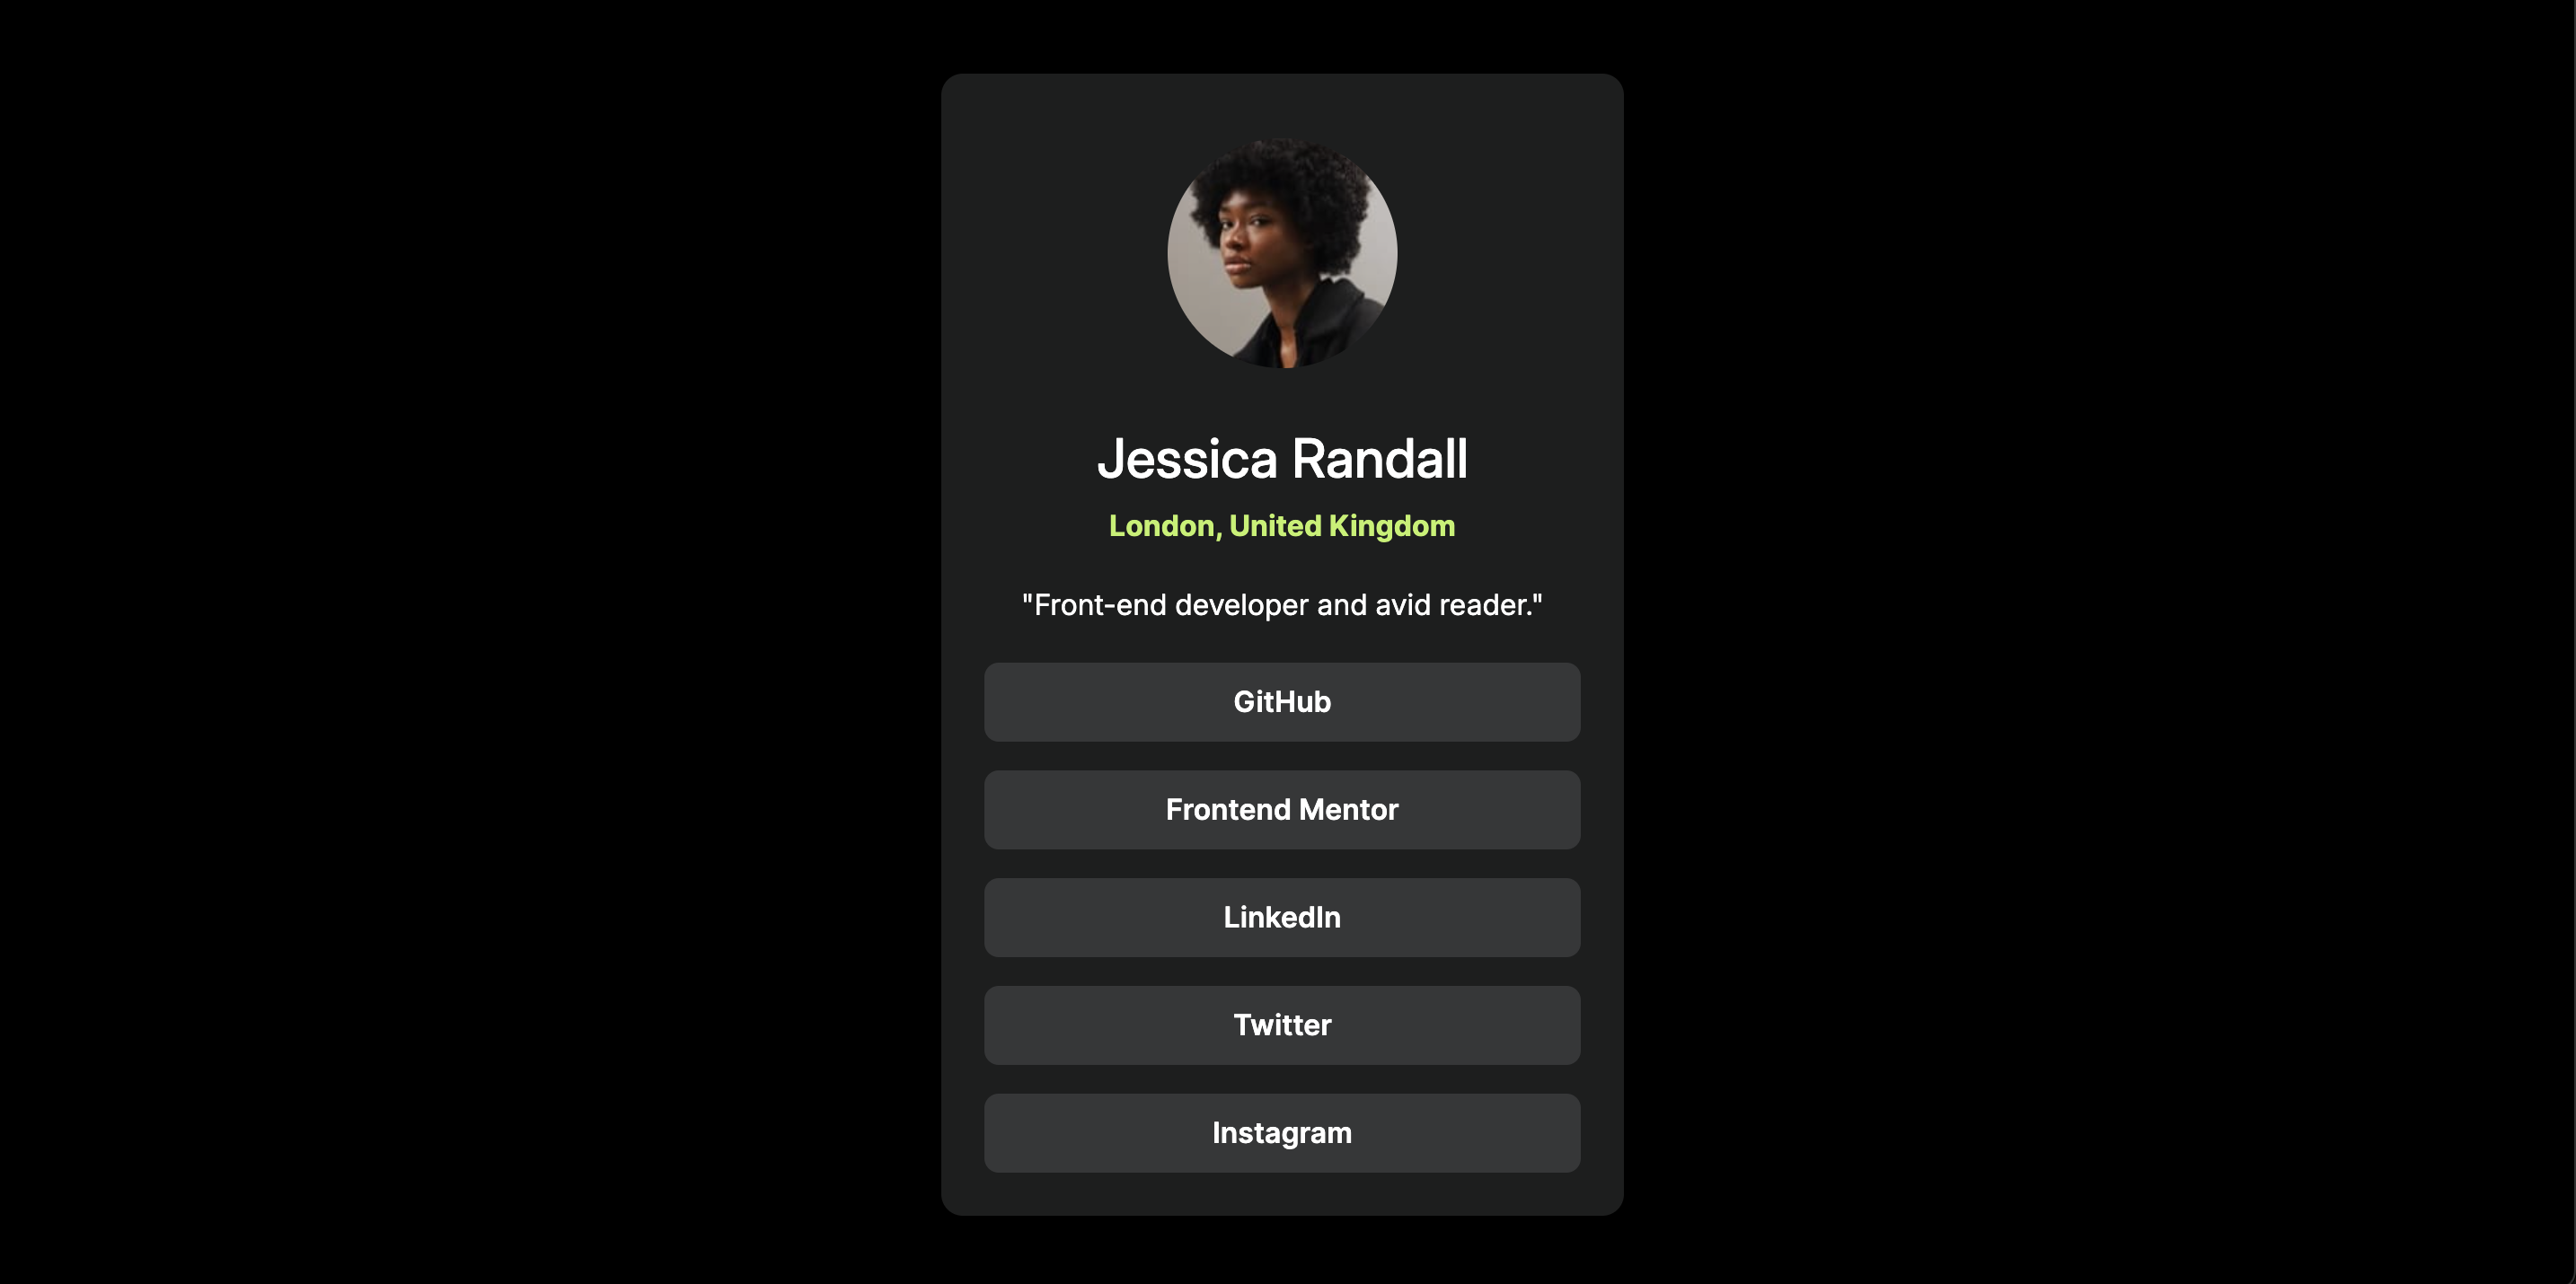 Jessica Randall
London, United Kingdom
"Front-end developer and avid reader."
GitHub
Frontend Mentor
LinkedIn
Twitter
Instagram